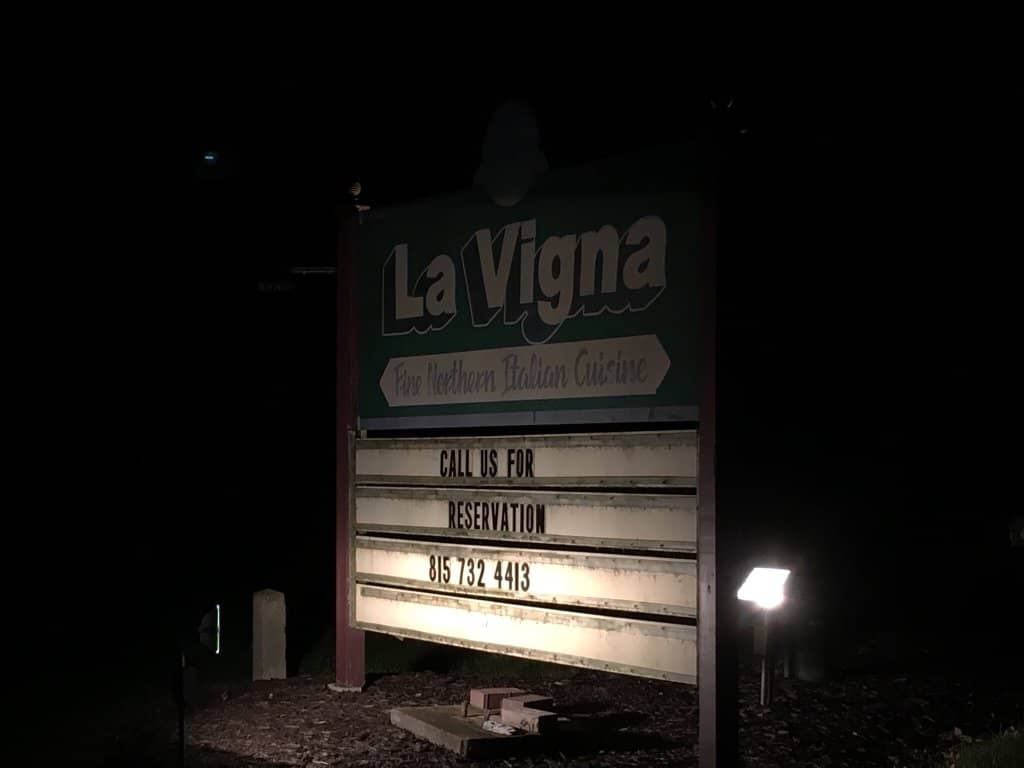 La Vigna
Fine Northern Italian Cuisine
CALL US FOR
RESERVATION
815 732 4413